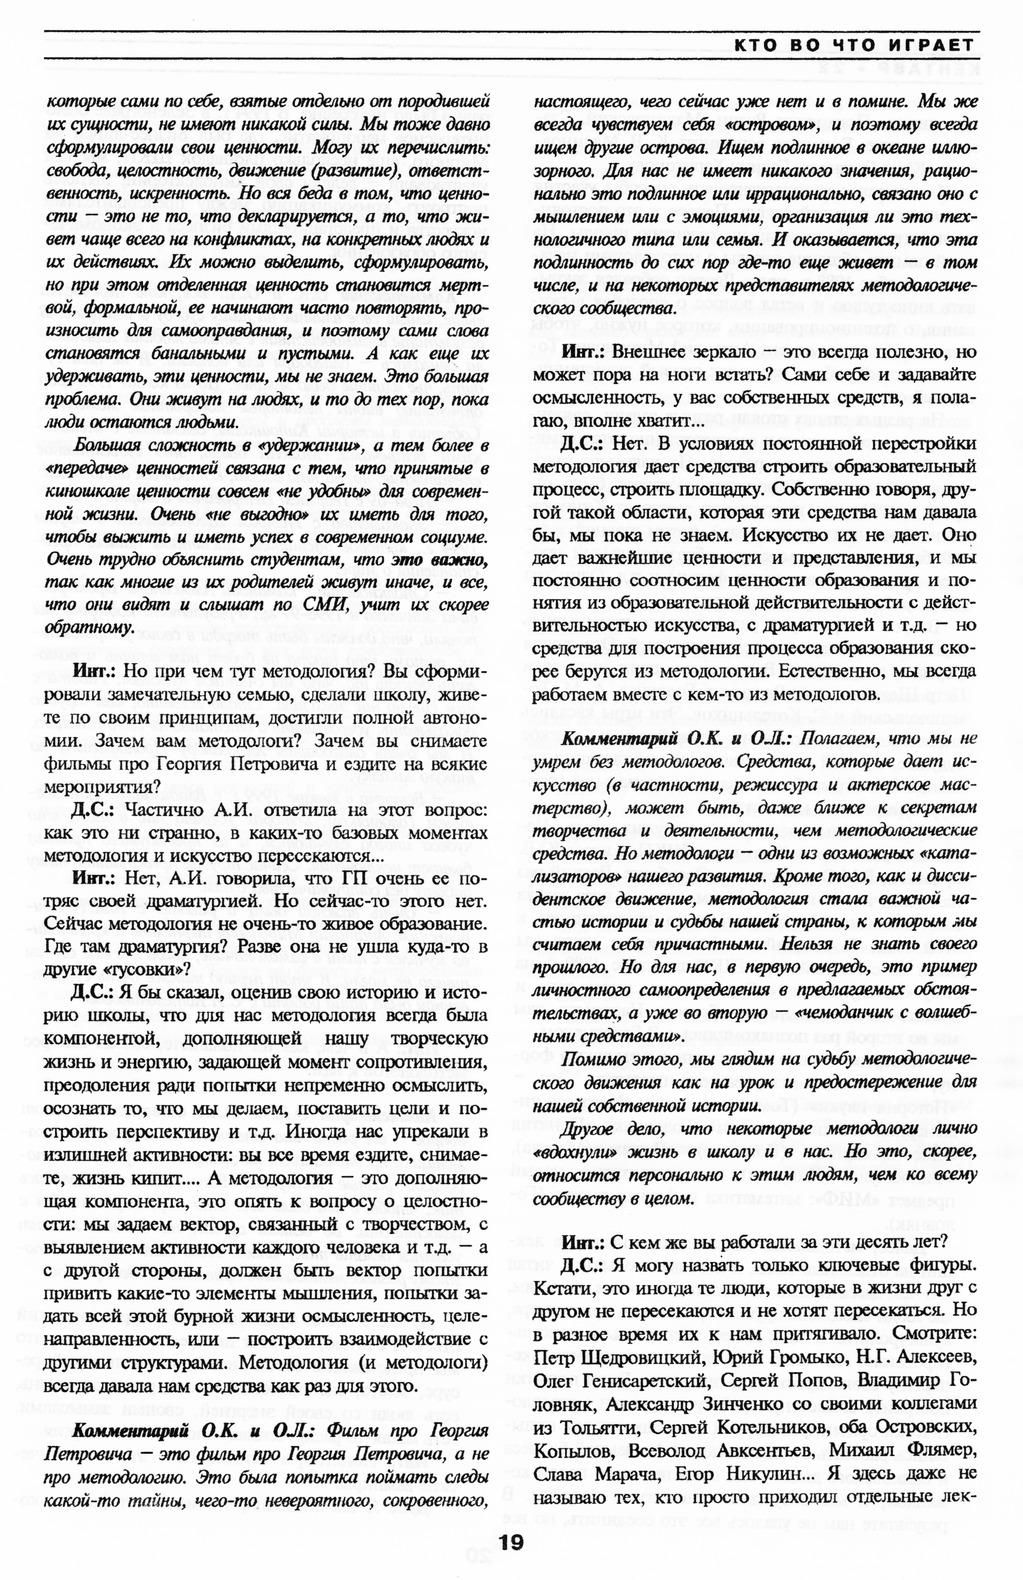 КТО ВО ЧТО ИГРАЕТ
которые сами по себе, взятые отдельно от породившей
их сущности, не имеют никакой силы. Мы тоже давно
сформулировали свои ценности. Могу их перечислить:
свобода, целостность, движение (развитие), ответст-
венность, искренность. Но вся беда в том, что ценно-
сти — это не то, что декларируется, а то, что жи-
вет чаще всего на конфликтах, на конкретных людях и
их действиях. Их можно выделить, сформулировать,
но при этом отделенная ценность становится мерт-
вой, формальной, ее начинают часто повторять, про-
износить для самооправдания, и поэтому сами слова
становятся банальными и пустыми. А как еще их
удерживать, эти ценности, мы не знаем. Это большая
проблема. Они живут на людях, и то до тех пор, пока
люди остаются людьми.
Большая сложность в «удержании», а тем более в
«передаче» ценностей связана с тем, что принятые в
киношколе ценности совсем «не удобны» для современ-
ной жизни. Очень «не выгодно» их иметь для того,
чтобы выжить и иметь успех в современном социуме.
Очень трудно объяснить студентам, что это важно,
так как многие из их родителей живут иначе, и все,
что они видят и слышат по СМИ, учит их скорее
обратному.
Инт.: Но при чем тут методология? Вы сформи-
ровали замечательную семью, сделали школу, живе-
те по своим принципам, достигли полной автоно-
мии. Зачем вам методологи? Зачем вы снимаете
фильмы про Георгия Петровича и ездите на всякие
мероприятия?
Д.С.: Частично А.И. ответила на этот вопрос:
как это ни странно, в каких-то базовых моментах
методология и искусство пересекаются...
Инт.: Нет, А.И. говорила, что ГП очень ее по-
тряс своей драматургией. Но сейчас-то этого нет.
Сейчас методология не очень-то живое образование.
Где там драматургия? Разве она не ушла куда-то в
другие «тусовки»?
Д.С.: Я бы сказал, оценив свою историю и исто-
рию школы, что для нас методология всегда была
компонентой, дополняющей нашу творческую
жизнь и энергию, задающей момент сопротивления,
преодоления ради попытки непременно осмыслить,
осознать то, что мы делаем, поставить цели и по-
строить перспективу и т.д. Иногда нас упрекали в
излишней активности: вы все время ездите, снимае-
те, жизнь кипит.... А методология — это дополняю-
щая компонента, это опять к вопросу о целостно-
сти: мы задаем вектор, связанный с творчеством, с
выявлением активности каждого человека и т.д. — а
с другой стороны, должен быть вектор попытки
привить какие-то элементы мышления, попытки за-
дать всей этой бурной жизни осмысленность, целе-
направленность, или — построить взаимодействие с
другими структурами. Методология (и методологи)
всегда давала нам средства как раз для этого.
Комментарий О.К. и О.Л.: Фильм про Георгия
Петровича — это фильм про Георгия Петровича, а не
про методологию. Это была попытка поймать следы
какой-то тайны, чего-то невероятного, сокровенного,
настоящего, чего сейчас уже нет и в помине. Мы же
всегда чувствуем себя «островом», и поэтому всегда
ищем другие острова. Ищем подлинное в океане иллю-
зорного. Для нас не имеет никакого значения, рацио-
нально это подлинное или иррационально, связано оно с
мышлением или с эмоциями, организация ли это тех-
нологичного типа или семья. И оказывается, что эта
подлинность до сих пор где-то еще живет — в том
числе, и на некоторых представителях методологиче-
ского сообщества.
Инт.: Внешнее зеркало — это всегда полезно, но
может пора на ноги встать? Сами себе и задавайте
осмысленность, у вас собственных средств, я пола-
гаю, вполне хватит...
Д.С.: Нет. В условиях постоянной перестройки
методология дает средства строить образовательный
процесс, строить площадку. Собственно говоря, дру-
гой такой области, которая эти средства нам давала
бы, мы пока не знаем. Искусство их не дает. Оно
дает важнейшие ценности и представления, и мы
постоянно соотносим ценности образования и по-
нятия из образовательной действительности с дейст-
вительностью искусства, с драматургией и т.д. — но
средства для построения процесса образования ско-
рее берутся из методологии. Естественно, мы всегда
работаем вместе с кем-то из методологов.
Комментарий О.К. и О.Л.: Полагаем, что мы не
умрем без методологов. Средства, которые дает ис-
кусство (в частности, режиссура и актерское мас-
терство), может быть, даже ближе к секретам
творчества и деятельности, чем методологические
средства. Но методологи — одни из возможных «ката-
лизаторов» нашего развития. Кроме того, как и дисси-
дентское движение, методология стала важной ча-
стью истории и судьбы нашей страны, к которым мы
считаем себя причастными. Нельзя не знать своего
прошлого. Но для нас, в первую очередь, это пример
личностного самоопределения в предлагаемых обстоя-
тельствах, а уже во вторую — «чемоданчик с волшеб-
ными средствами».
Помимо этого, мы глядим на судьбу методологиче-
ского движения как на урок и предостережение для
нашей собственной истории.
Другое дело, что некоторые методологи лично
«вдохнули» жизнь в школу и в нас. Но это, скорее,
относится персонально к этим людям, чем ко всему
сообществу в целом.
Инт.: С кем же вы работали за эти десять лет?
Д.С.: Я могу назвать только ключевые фигуры.
Кстати, это иногда те люди, которые в жизни друг с
другом не пересекаются и не хотят пересекаться. Но
в разное время их к нам притягивало. Смотрите:
Петр Щедровицкий, Юрий Громыко, Н.Г. Алексеев,
Олег Генисаретский, Сергей Попов, Владимир Го-
ловняк, Александр Зинченко со своими коллегами
из Тольятти, Сергей Котельников, оба Островских,
Копылов, Всеволод Авксентьев, Михаил Флямер,
Слава Марача, Егор Никулин... Я здесь даже не
называю тех, кто просто приходил отдельные лек-
19